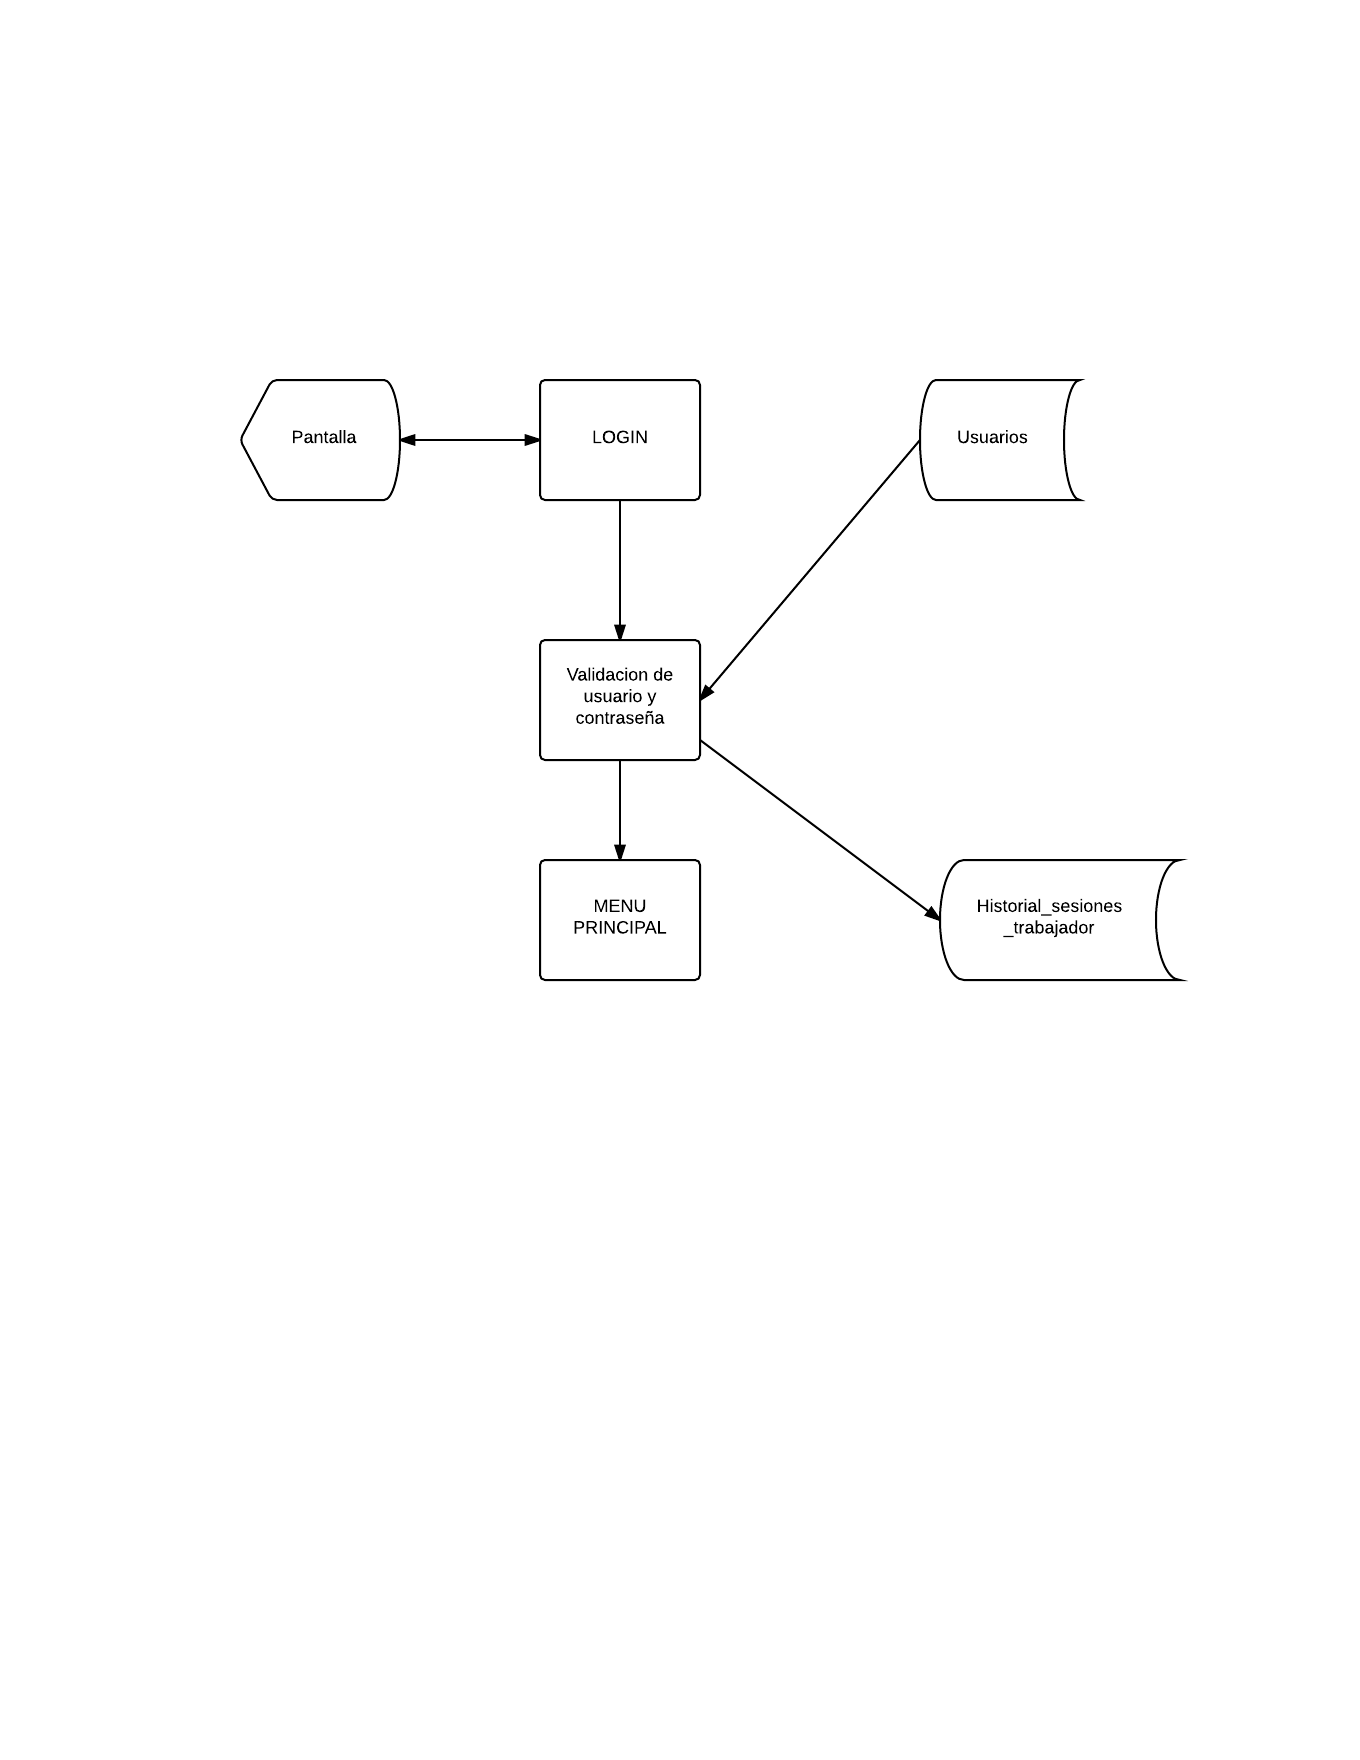 Pantalla
LOGIN
Usuarios
Validacion de
usuario y
contraseña
MENU
PRINCIPAL
Historial_sesiones
_trabajador